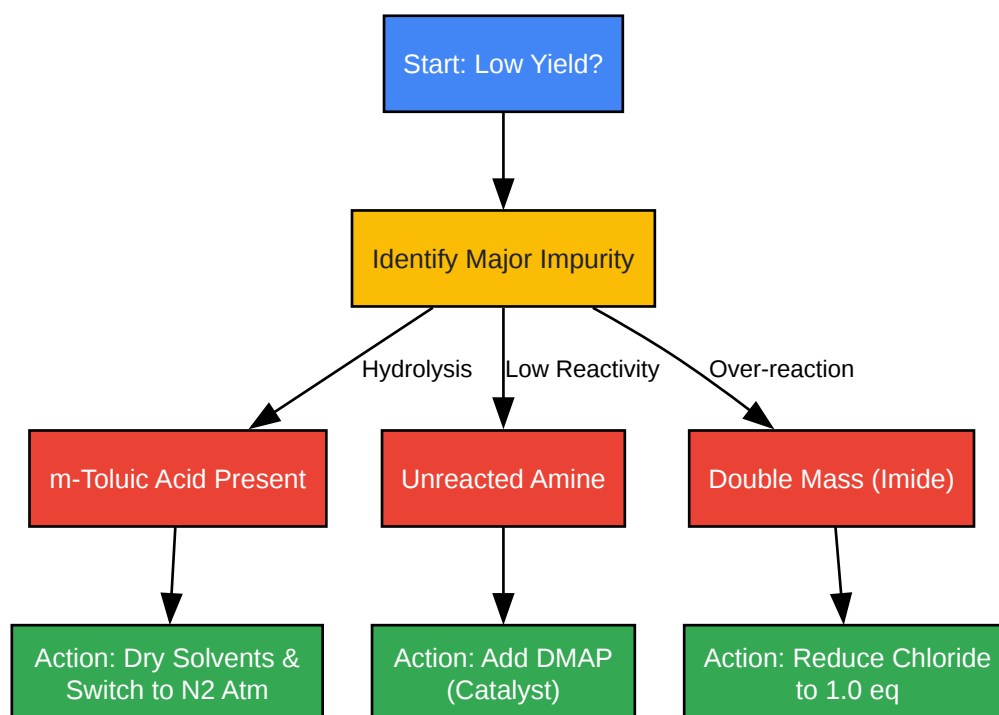 Start: Low Yield?
Identify Major Impurity
Hydrolysis
Low Reactivity
Over-reaction
m-Toluic Acid Present
Unreacted Amine
Double Mass (Imide)
Action: Dry Solvents &
Switch to N2 Atm
Action: Add DMAP
(Catalyst)
Action: Reduce Chloride
to 1.0 eq